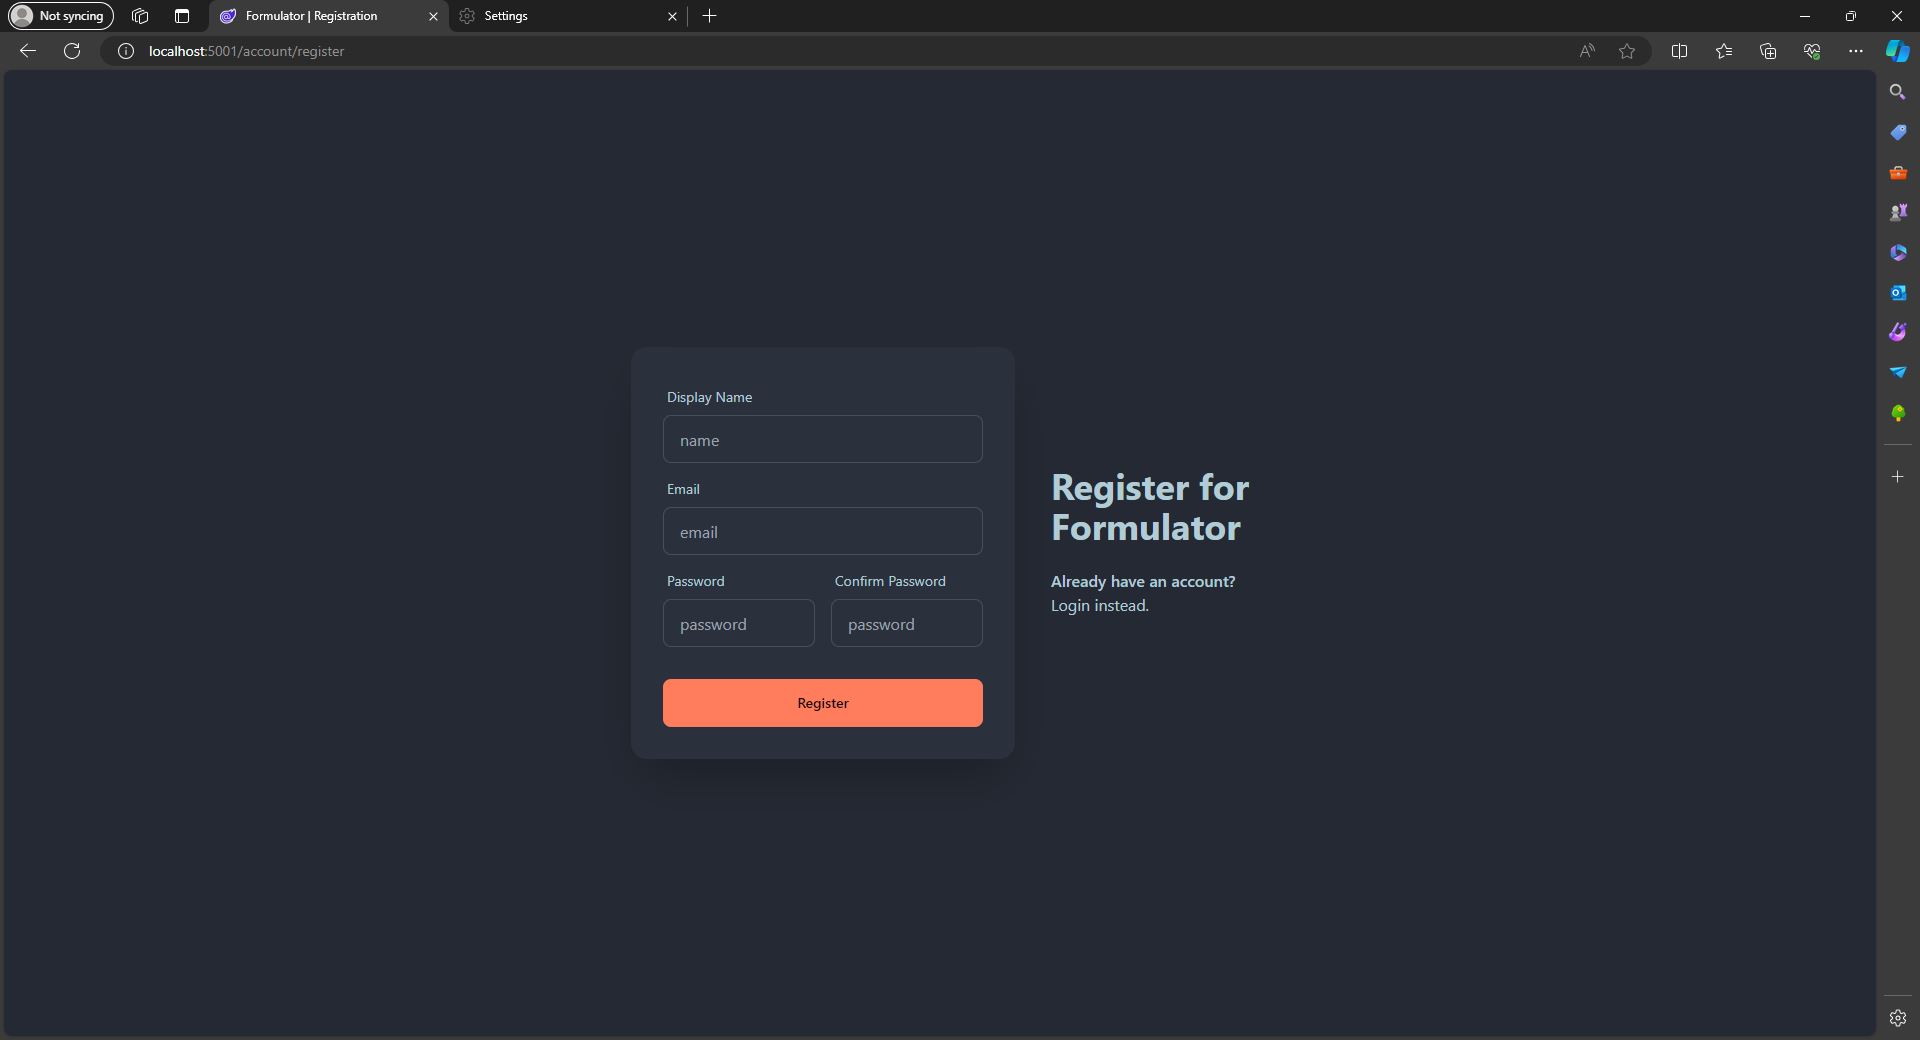 Not syncing
Formulator | Registration
Settings
localhost:5001/account/register
Display Name
name
Email
email
Password
Confirm Password
password
password
Register
Register for
Formulator
Already have an account?
Login instead.